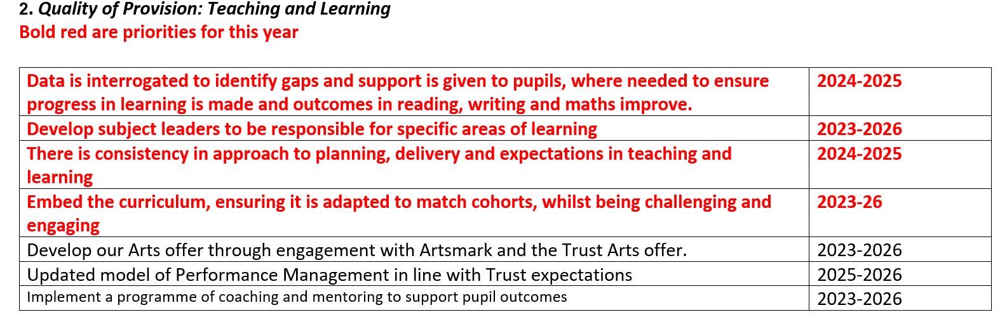 2. Quality of Provision: Teaching and Learning
Bold red are priorities for this year
Data is interrogated to identify gaps and support is given to pupils, where needed to ensure 2024-2025
progress in learning is made and outcomes in reading, writing and maths improve.
Develop subject leaders to be responsible for specific areas of learning 2023-2026
There is consistency in approach to planning, delivery and expectations in teaching and 2024-2025
learning
Embed the curriculum, ensuring it is adapted to match cohorts, whilst being challenging and 2023-26
engaging
Develop our Arts offer through engagement with Artsmark and the Trust Arts offer. 2023-2026
Updated model of Performance Management in line with Trust expectations 2025-2026
Implement a programme of coaching and mentoring to support pupil outcomes 2023-2026